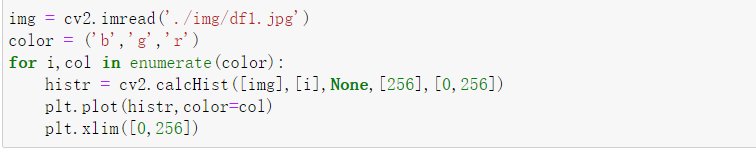 img = cv2.imread('./img/df1.jpg')
color = ('b','g','r')
for i,col in enumerate(color):
    histr = cv2.calcHist([img],[i],None,[256],[0,256])
    plt.plot(histr,color=col)
    plt.xlim([0,256])